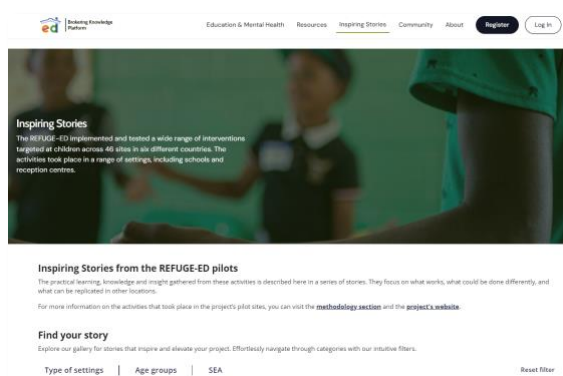 ed
Brokering Knowledge
Platform
Education & Mental Health
Resources
Inspiring Stories
Community
About
Register
Log In
Inspiring Stories
The REFUGE-ED implemented and tested a wide range of interventions
targeted at children across 46 sites in six different countries. The
activities took place in a range of settings, including schools and
reception centres.
Inspiring Stories from the REFUGE-ED pilots
The practical learning, knowledge and insight gathered from these activities is described here in a series of stories. They focus on what works, what could be done differently, and
what can be replicated in other locations.
For more information on the activities that took place in the project's pilot sites, you can visit the methodology section and the project's website.
Find your story
Explore our gallery for stories that inspire and elevate your project. Effortlessly navigate through categories with our intuitive filters.
Type of settings
Age groups
SEA
Reset filter